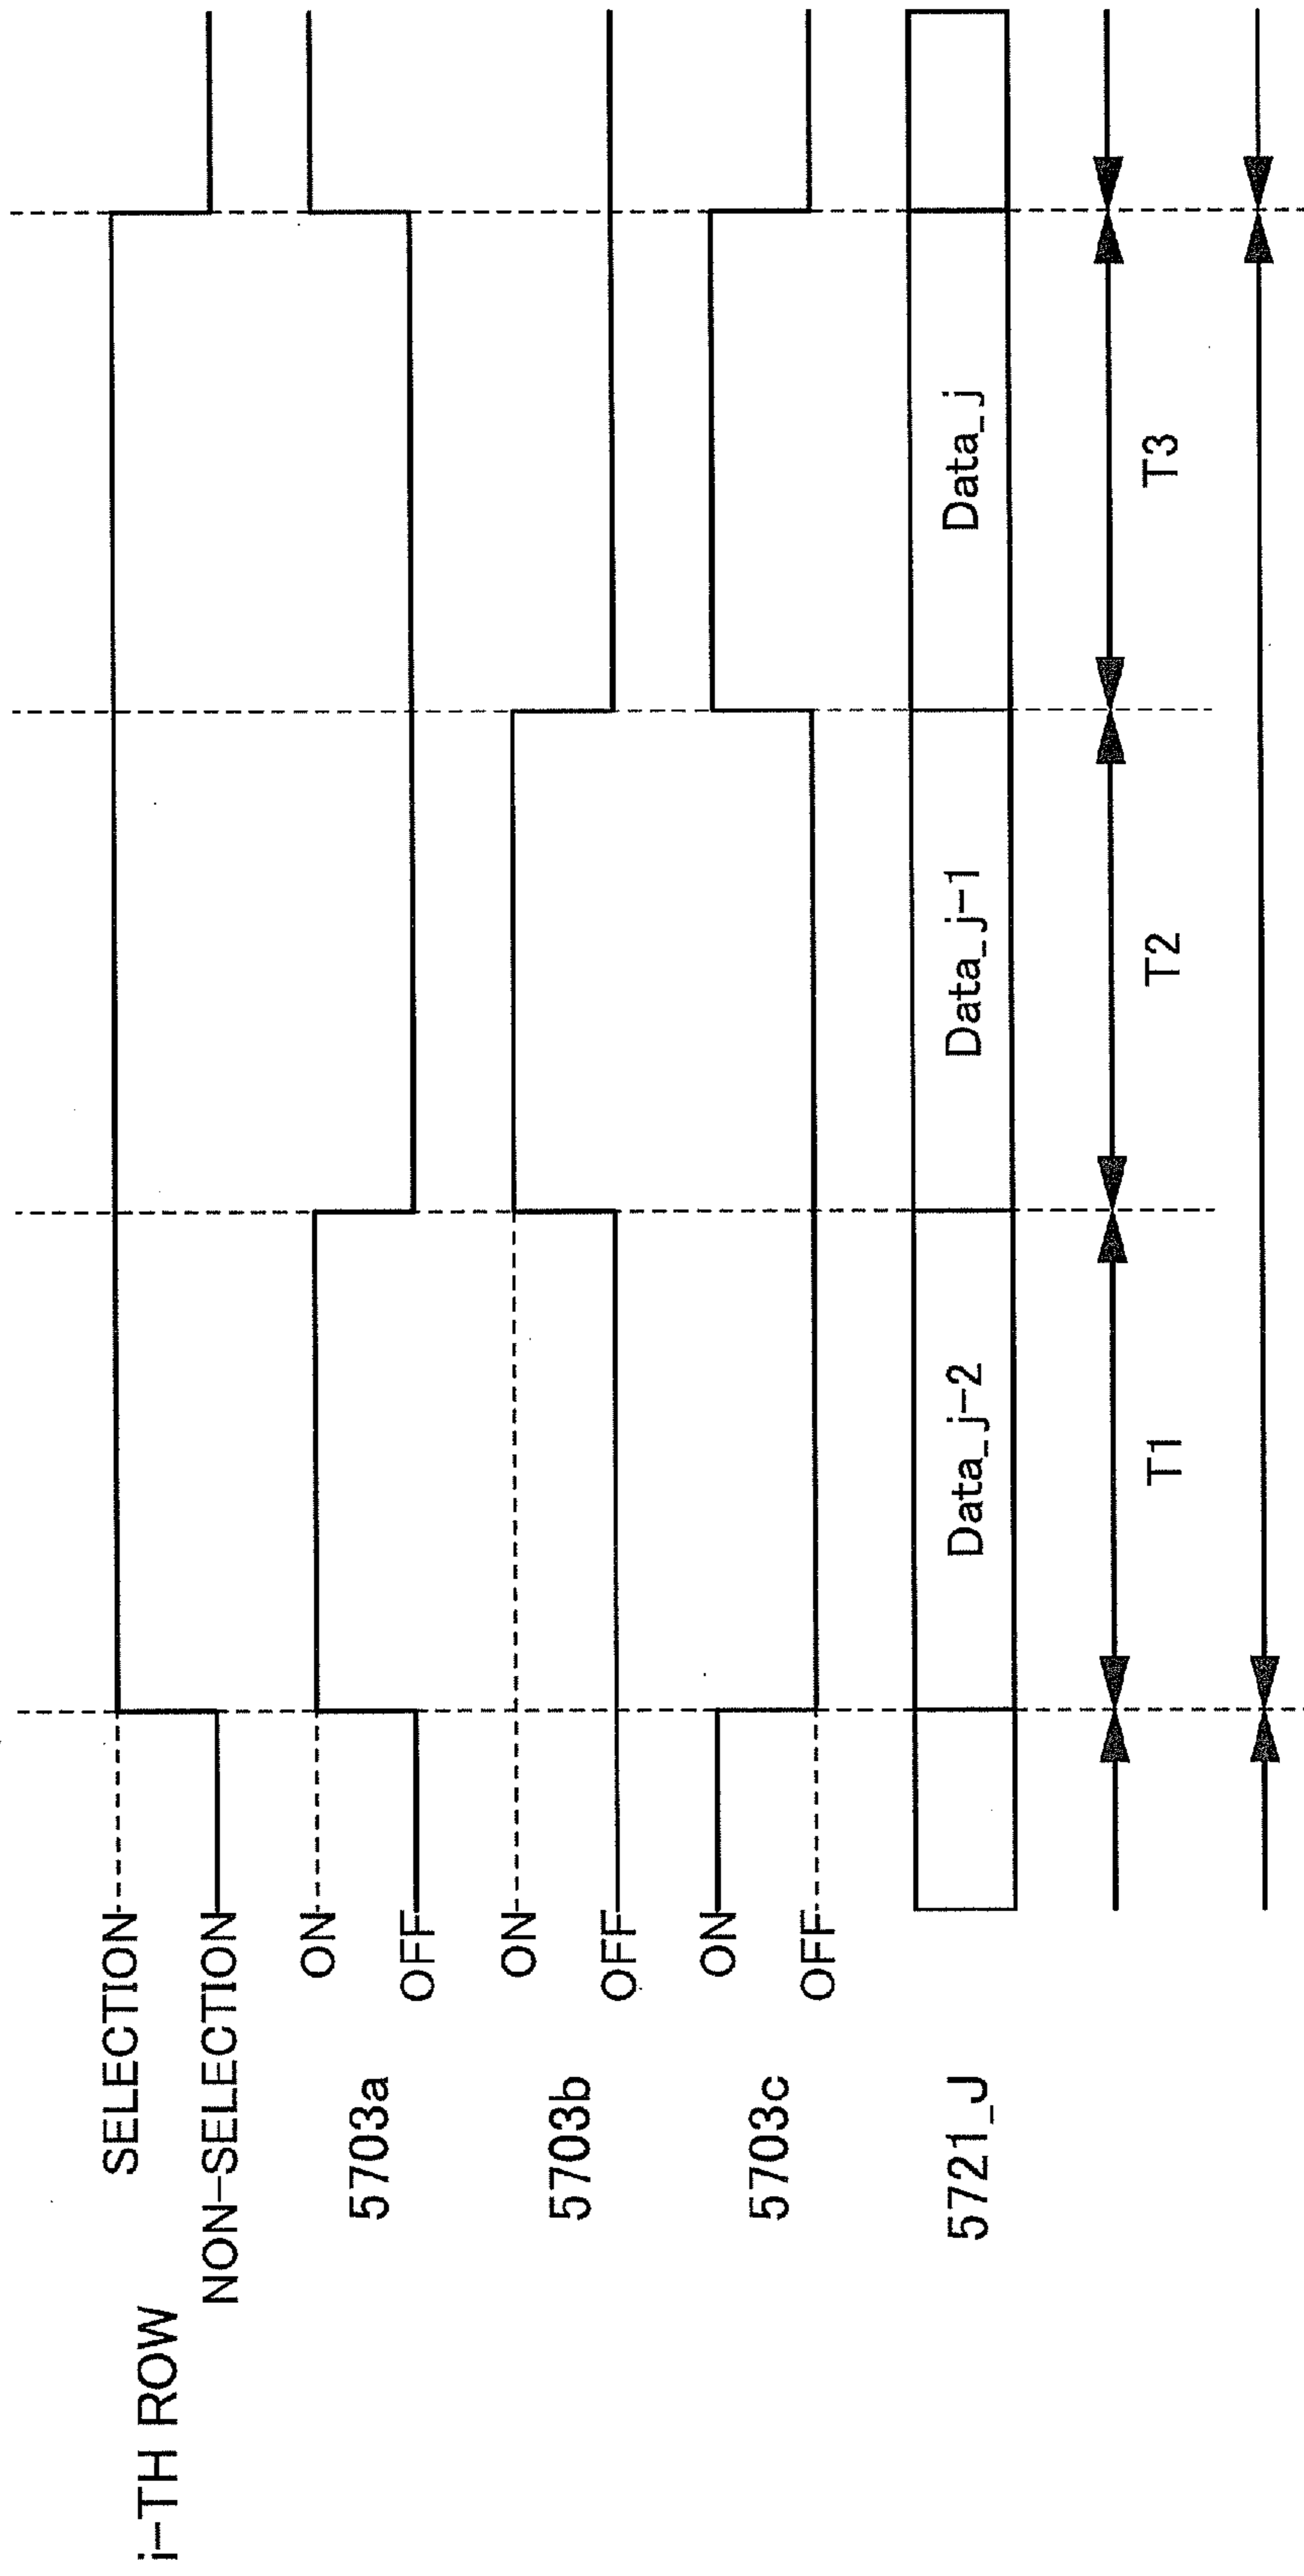 i-TH ROW
SELECTION
NON-SELECTION
5703a
ON
OFF
5703b
ON
OFF
5703c
ON
OFF
5721_J
Data_j-2
Data_j-1
Data_j
T1
T2
T3